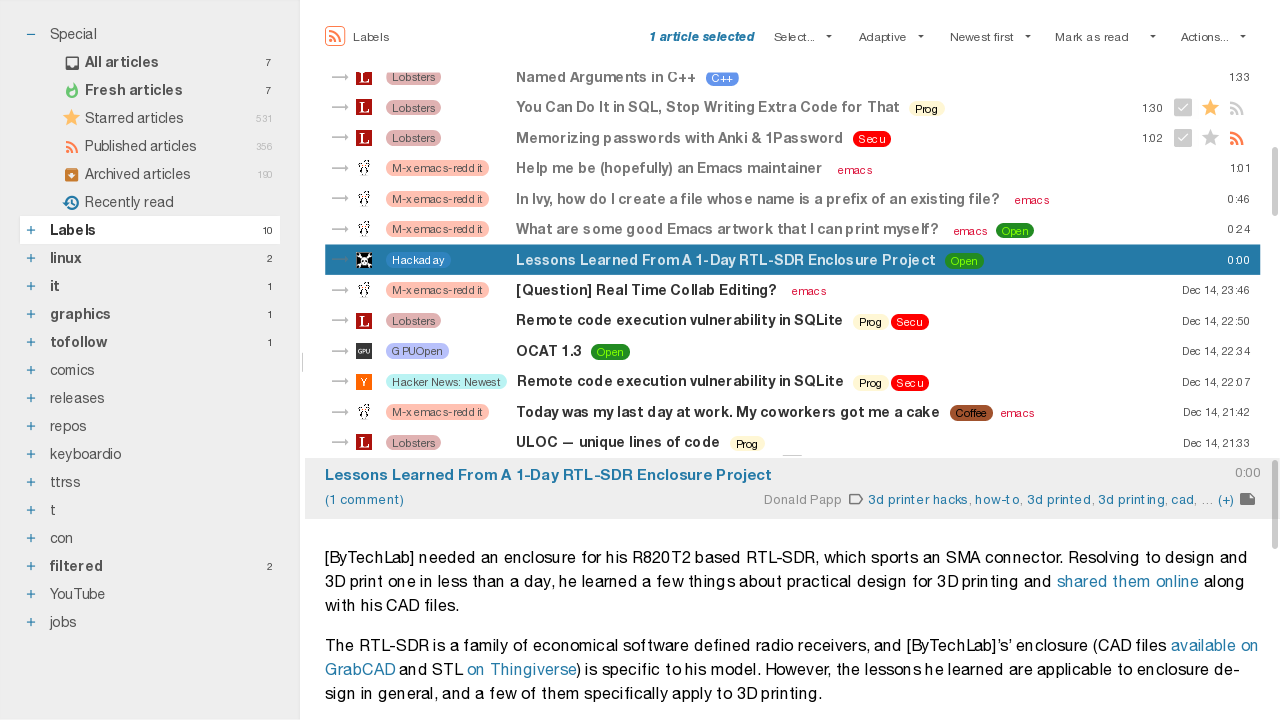 Special
All articles 7
Fresh articles 7
Starred articles 531
Published articles 356
Archived articles 190
Recently read
Labels 10
linux 2
it 1
graphics 1
tofollow 1
comics
releases
repos
keyboardio
ttrss
t
con
filtered 2
YouTube
jobs
Labels 1 article selected Select... Adaptive Newest first Mark as read Actions...
Lobsters Named Arguments in C++ C++ 1:33
Lobsters You Can Do It in SQL, Stop Writing Extra Code for That Prog 1:30
Lobsters Memorizing passwords with Anki & 1Password Secu 1:02
M-x emacs-reddit Help me be (hopefully) an Emacs maintainer emacs 1:01
M-x emacs-reddit In Ivy, how do I create a file whose name is a prefix of an existing file? emacs 0:46
M-x emacs-reddit What are some good Emacs artwork that I can print myself? emacs Open 0:24
Hackaday Lessons Learned From A 1-Day RTL-SDR Enclosure Project Open 0:00
M-x emacs-reddit [Question] Real Time Collab Editing? emacs Dec 14, 23:46
Lobsters Remote code execution vulnerability in SQLite Prog Secu Dec 14, 22:50
GPU GPUOpen OCAT 1.3 Open Dec 14, 22:34
Y Hacker News: Newest Remote code execution vulnerability in SQLite Prog Secu Dec 14, 22:07
M-x emacs-reddit Today was my last day at work. My coworkers got me a cake Coffee emacs Dec 14, 21:42
Lobsters ULOC — unique lines of code Prog Dec 14, 21:33
Lessons Learned From A 1-Day RTL-SDR Enclosure Project 0:00
(1 comment) Donald Papp 3d printer hacks, how-to, 3d printed, 3d printing, cad, ... (+)
[ByTechLab] needed an enclosure for his R820T2 based RTL-SDR, which sports an SMA connector. Resolving to design and
3D print one in less than a day, he learned a few things about practical design for 3D printing and shared them online along
with his CAD files.
The RTL-SDR is a family of economical software defined radio receivers, and [ByTechLab]'s' enclosure (CAD files available on
GrabCAD and STL on Thingiverse) is specific to his model. However, the lessons he learned are applicable to enclosure de-
sign in general, and a few of them specifically apply to 3D printing.